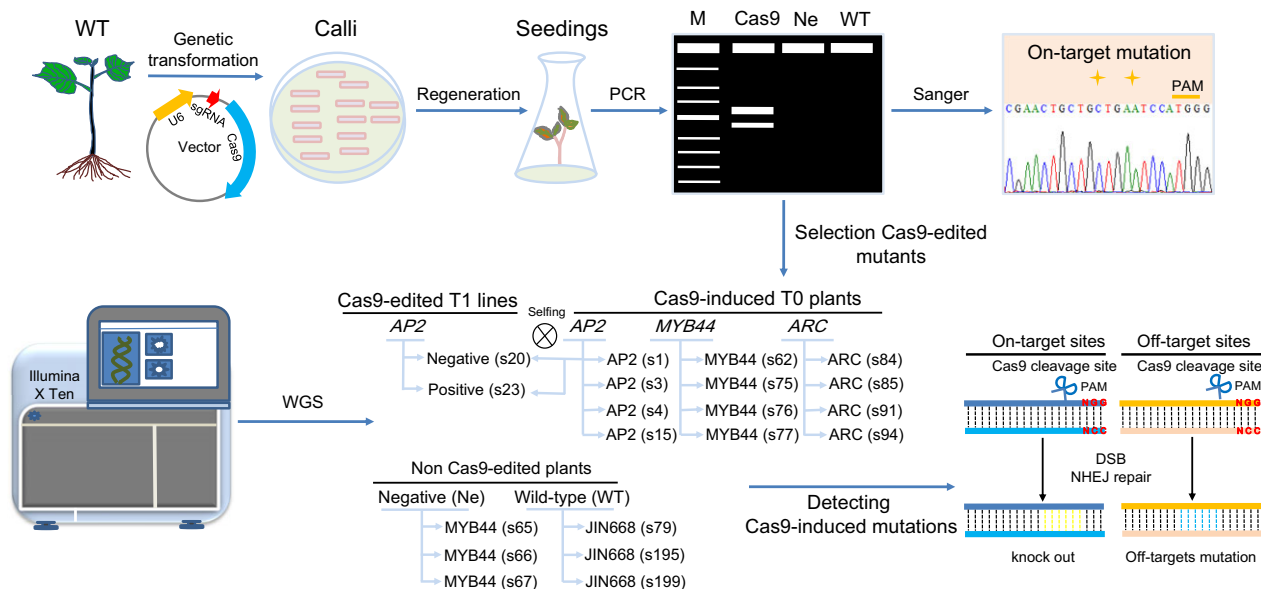 WT
Genetic
transformation
U6
sgRNA
Cas9
Vector
Calli
Regeneration
Seedings
PCR
M Cas9 Ne WT
Sanger
On-target mutation
PAM
CGAACTGCTGCTGAATCCATGGG
Selection Cas9-edited
mutants
Illumina
X Ten
WGS
Cas9-edited T1 lines
AP2
Negative (s20)
Positive (s23)
Selfing
Cas9-induced T0 plants
AP2 MYB44 ARC
AP2 (s1) MYB44 (s62) ARC (s84)
AP2 (s3) MYB44 (s75) ARC (s85)
AP2 (s4) MYB44 (s76) ARC (s91)
AP2 (s15) MYB44 (s77) ARC (s94)
Non Cas9-edited plants
Negative (Ne) Wild-type (WT)
MYB44 (s65) JIN668 (s79)
MYB44 (s66) JIN668 (s195)
MYB44 (s67) JIN668 (s199)
Detecting
Cas9-induced mutations
On-target sites Off-target sites
Cas9 cleavage site Cas9 cleavage site
PAM PAM
NGG NGG
NCC NCC
DSB
NHEJ repair
knock out Off-targets mutation